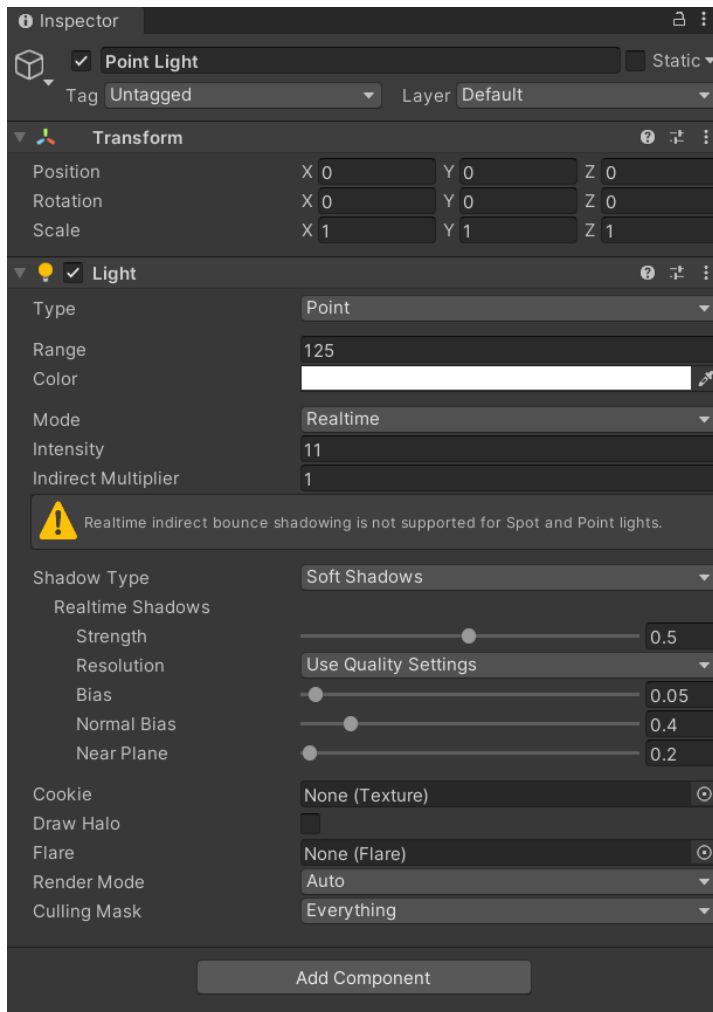 Inspector
Point Light Static
Tag Untagged Layer Default
Transform
Position X 0 Y 0 Z 0
Rotation X 0 Y 0 Z 0
Scale X 1 Y 1 Z 1
Light
Type Point
Range 125
Color
Mode Realtime
Intensity 11
Indirect Multiplier 1
Realtime indirect bounce shadowing is not supported for Spot and Point lights.
Shadow Type Soft Shadows
Realtime Shadows
Strength 0.5
Resolution Use Quality Settings
Bias 0.05
Normal Bias 0.4
Near Plane 0.2
Cookie None (Texture)
Draw Halo
Flare None (Flare)
Render Mode Auto
Culling Mask Everything
Add Component